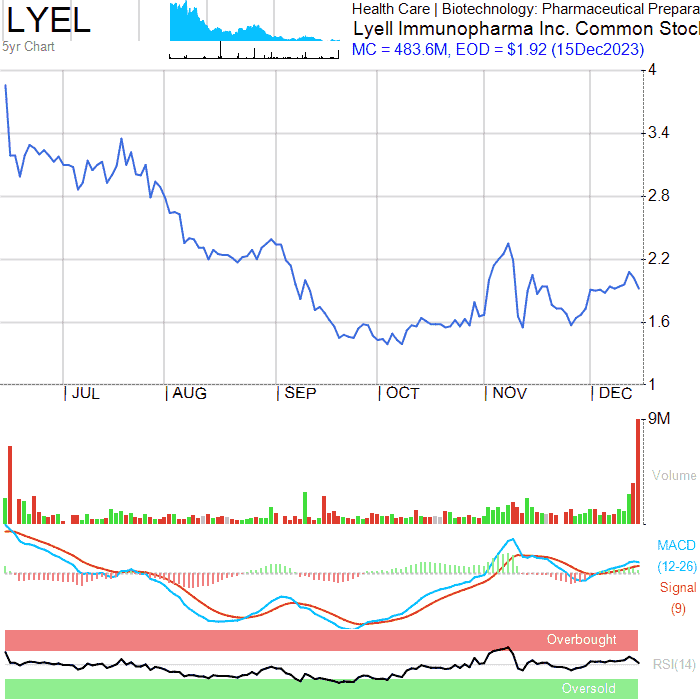 LYEL
5yr Chart
Health Care | Biotechnology: Pharmaceutical Prepara
Lyell Immunopharma Inc. Common Stoc
MC = 483.6M, EOD = $1.92 (15Dec2023)
4
3.4
2.8
2.2
1.6
1
JUL
AUG
SEP
OCT
NOV
DEC
9M
Volume
MACD
(12-26)
Signal
(9)
Overbought
RSI(14)
Oversold